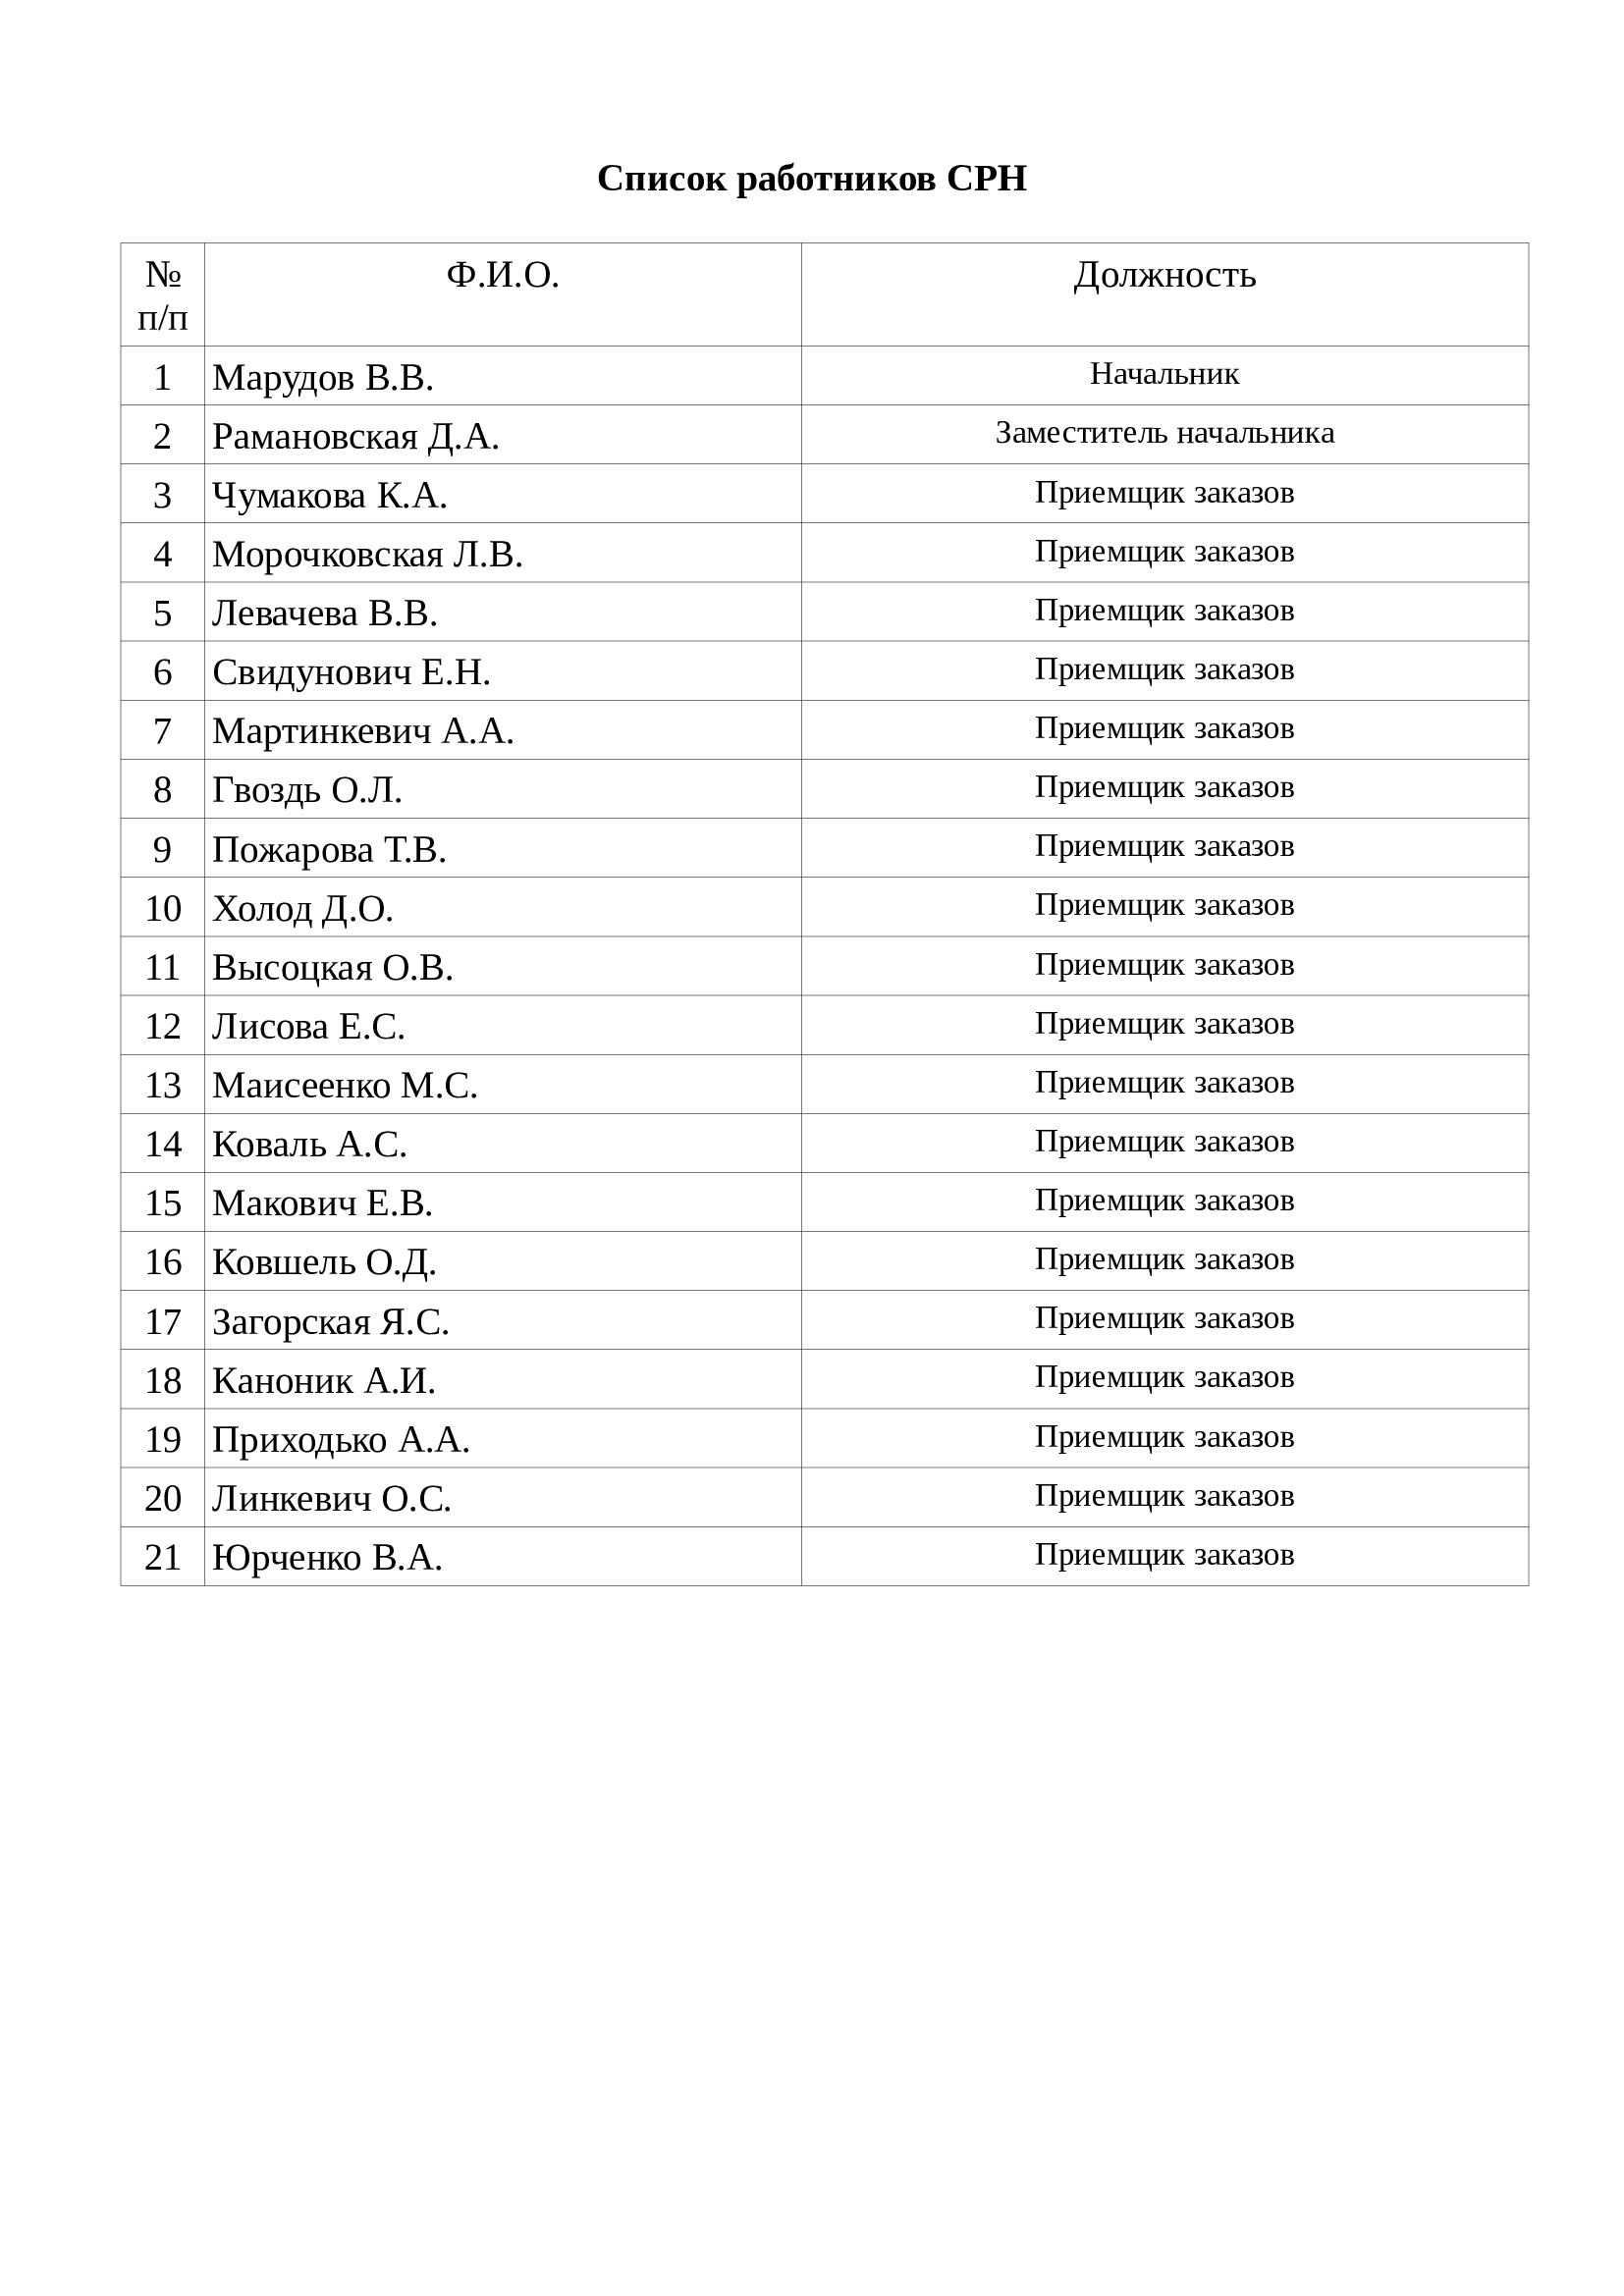 Список работников СРН
№ п/п Ф.И.О. Должность
1 Марудов В.В. Начальник
2 Рамановская Д.А. Заместитель начальника
3 Чумакова К.А. Приемщик заказов
4 Морочковская Л.В. Приемщик заказов
5 Левачева В.В. Приемщик заказов
6 Свидунович Е.Н. Приемщик заказов
7 Мартинкевич А.А. Приемщик заказов
8 Гвоздь О.Л. Приемщик заказов
9 Пожарова Т.В. Приемщик заказов
10 Холод Д.О. Приемщик заказов
11 Высоцкая О.В. Приемщик заказов
12 Лисова Е.С. Приемщик заказов
13 Маисеенко М.С. Приемщик заказов
14 Коваль А.С. Приемщик заказов
15 Макович Е.В. Приемщик заказов
16 Ковшель О.Д. Приемщик заказов
17 Загорская Я.С. Приемщик заказов
18 Каноник А.И. Приемщик заказов
19 Приходько А.А. Приемщик заказов
20 Линкевич О.С. Приемщик заказов
21 Юрченко В.А. Приемщик заказов